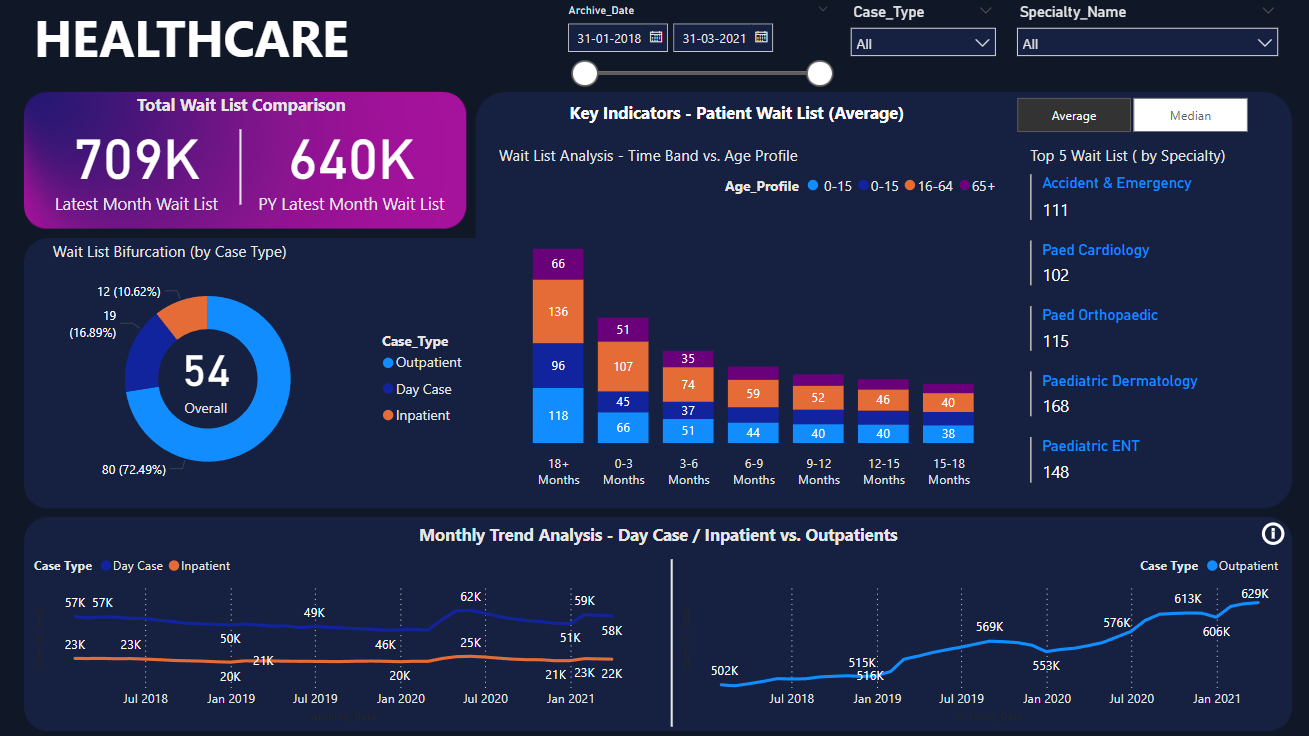 HEALTHCARE
Archive_Date
31-01-2018
31-03-2021
Case_Type
All
Specialty_Name
All
Total Wait List Comparison
709K
Latest Month Wait List
640K
PY Latest Month Wait List
Key Indicators - Patient Wait List (Average)
Average
Median
Wait List Analysis - Time Band vs. Age Profile
Age_Profile 0-15 0-15 16-64 65+
66
136
96
118
51
107
45
66
35
74
37
51
59
44
52
40
46
40
40
38
18+
Months
0-3
Months
3-6
Months
6-9
Months
9-12
Months
12-15
Months
15-18
Months
Top 5 Wait List ( by Specialty)
Accident & Emergency
111
Paed Cardiology
102
Paed Orthopaedic
115
Paediatric Dermatology
168
Paediatric ENT
148
Wait List Bifurcation (by Case Type)
12 (10.62%)
19
(16.89%)
54
Overall
80 (72.49%)
Case_Type
Outpatient
Day Case
Inpatient
Monthly Trend Analysis - Day Case / Inpatient vs. Outpatients
Case Type Day Case Inpatient
57K 57K 50K 49K 46K 62K 51K 59K 58K
23K 23K 20K 21K 20K 25K 21K 23K 22K
Jul 2018 Jan 2019 Jul 2019 Jan 2020 Jul 2020 Jan 2021
Case Type Outpatient
502K 515K 516K 569K 553K 576K 613K 606K 629K
Jul 2018 Jan 2019 Jul 2019 Jan 2020 Jul 2020 Jan 2021